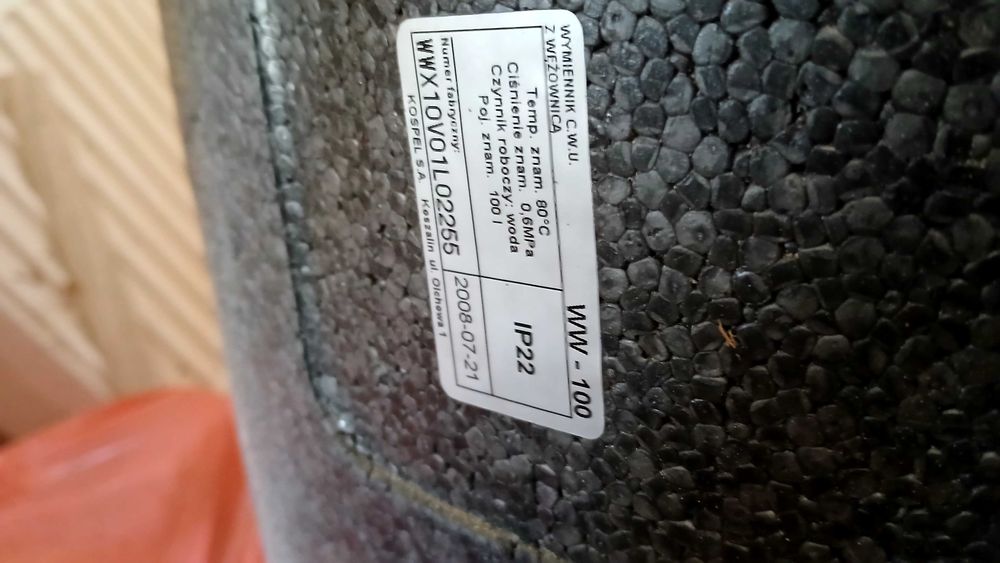 WYMIENNIK C.W.U.
Z WĘŻOWNICĄ
WW - 100
Temp. znam. 80°C
Ciśnienie znam. 0,6MPa
Czynnik roboczy: woda
Poj. znam. 100 l
IP22
Numer fabryczny:
WWX10V01L02255
2008-07-21
KOSPEL S.A. Koszalin ul. Olchowa 1